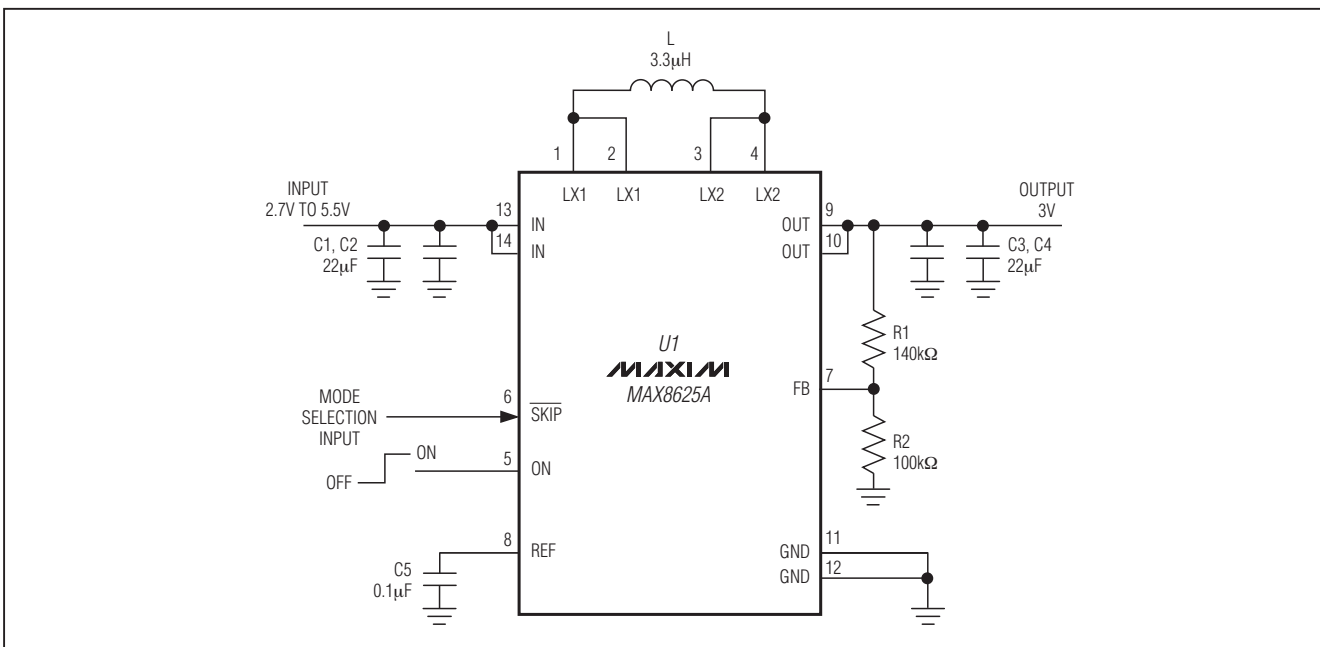 L
3.3µH
1
2
3
4
LX1
LX1
LX2
LX2
INPUT
2.7V TO 5.5V
13
IN
14
IN
C1, C2
22µF
OUTPUT
3V
9
OUT
10
OUT
C3, C4
22µF
R1
140kΩ
U1
MAXIM
MAX8625A
7
FB
MODE
SELECTION
INPUT
6
SKIP
R2
100kΩ
ON
OFF
5
ON
8
REF
C5
0.1µF
11
GND
12
GND